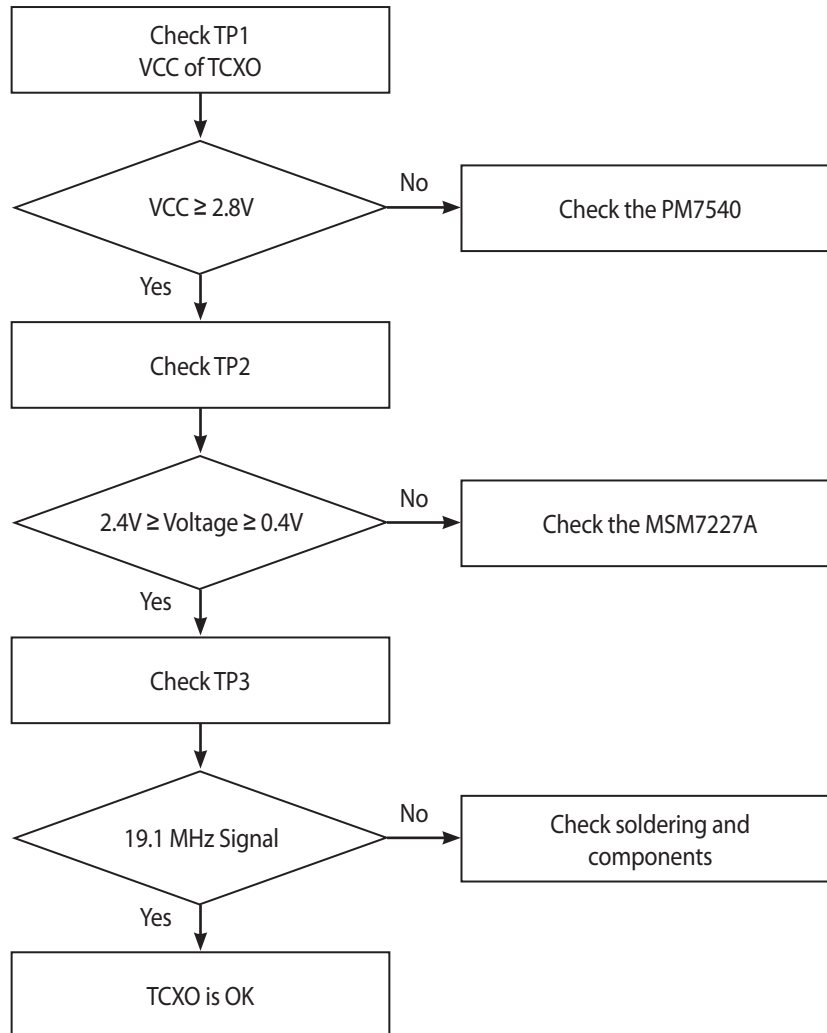 Check TP1
VCC of TCXO
VCC ≥ 2.8V
No
Check the PM7540
Yes
Check TP2
2.4V ≥ Voltage ≥ 0.4V
No
Check the MSM7227A
Yes
Check TP3
19.1 MHz Signal
No
Check soldering and
components
Yes
TCXO is OK